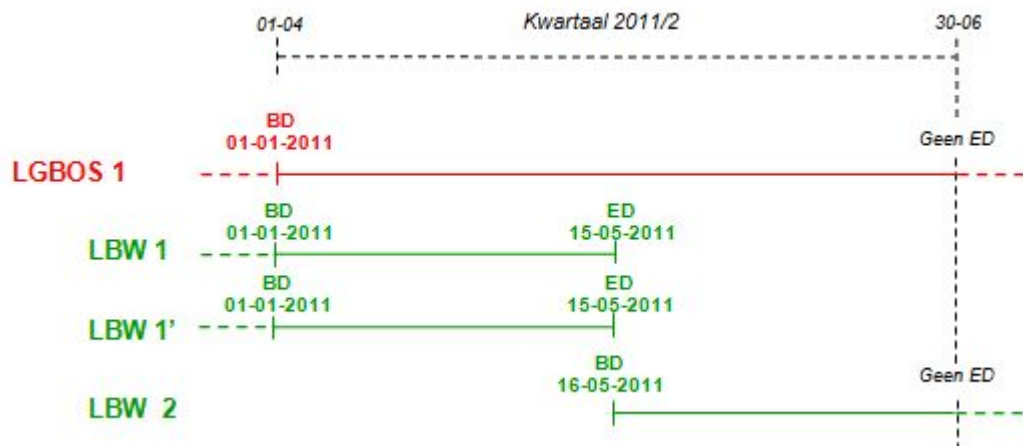 01-04
Kwartaal 2011/2
30-06
BD
01-01-2011
Geen ED
LGBOS 1
BD
01-01-2011
ED
15-05-2011
LBW 1
BD
01-01-2011
ED
15-05-2011
LBW 1’
BD
16-05-2011
Geen ED
LBW 2